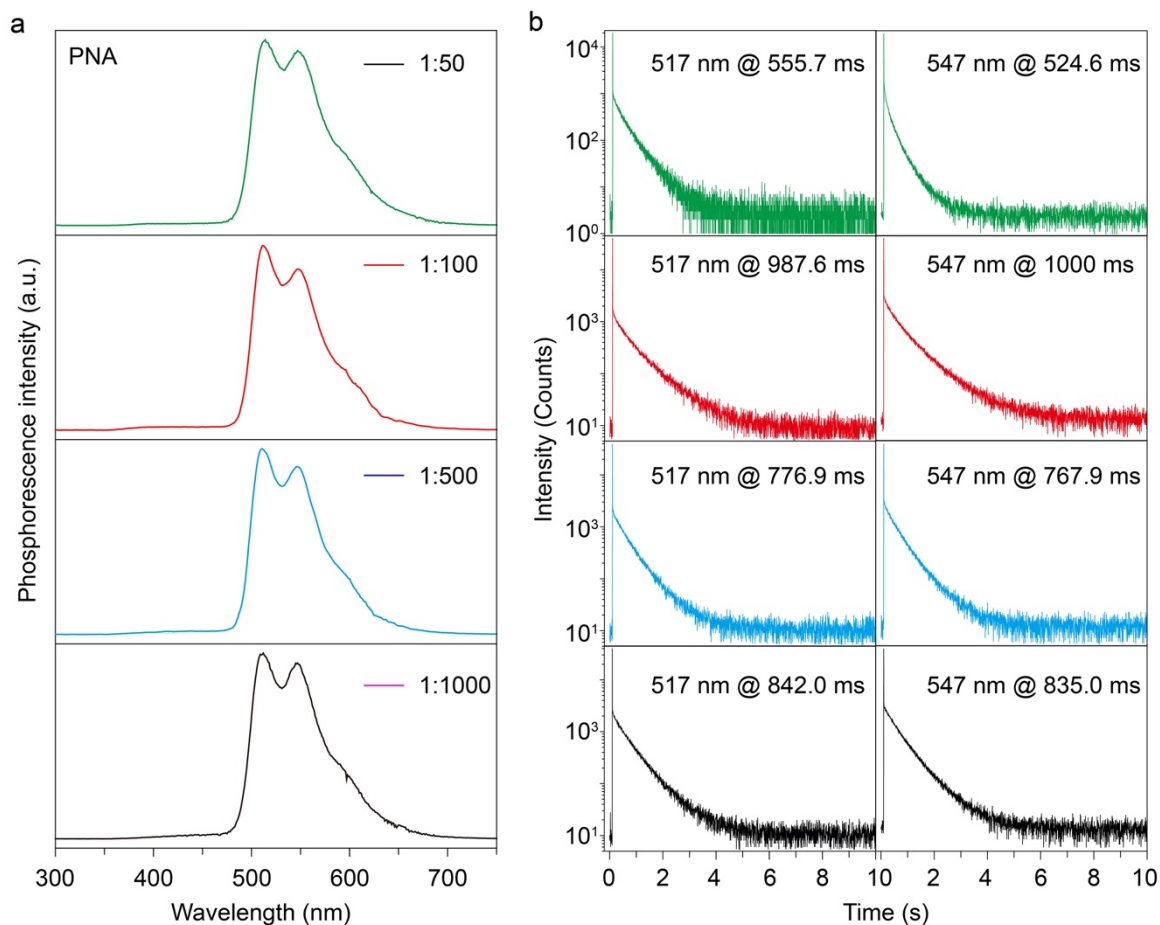 a
PNA
1:50
1:100
1:500
1:1000
Phosphorescence intensity (a.u.)
300 400 500 600 700
Wavelength (nm)
b
517 nm @ 555.7 ms
547 nm @ 524.6 ms
10⁴
10²
10⁰
517 nm @ 987.6 ms
547 nm @ 1000 ms
10³
10¹
517 nm @ 776.9 ms
547 nm @ 767.9 ms
10³
10¹
517 nm @ 842.0 ms
547 nm @ 835.0 ms
10³
10¹
Intensity (Counts)
0 2 4 6 8 10 2 4 6 8 10
Time (s)